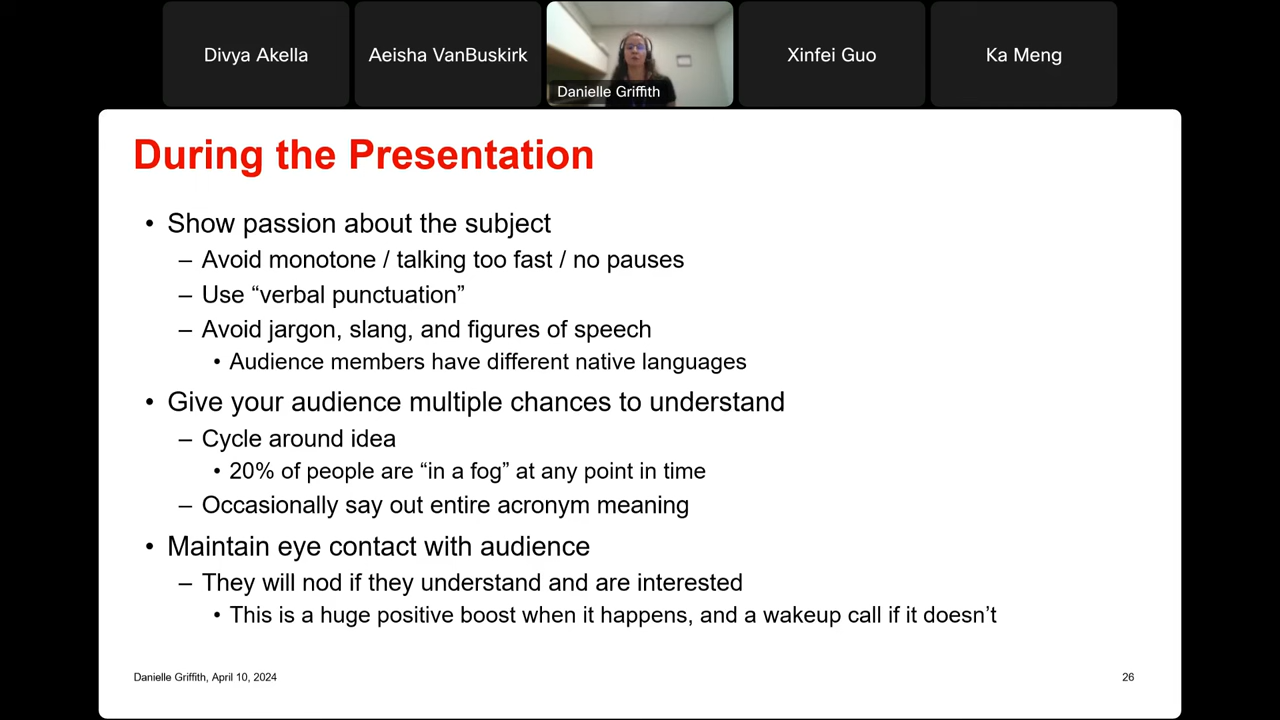 Divya Akella
Aeisha VanBuskirk
Danielle Griffith
Xinfei Guo
Ka Meng
During the Presentation
• Show passion about the subject
– Avoid monotone / talking too fast / no pauses
– Use “verbal punctuation”
– Avoid jargon, slang, and figures of speech
• Audience members have different native languages
• Give your audience multiple chances to understand
– Cycle around idea
• 20% of people are “in a fog” at any point in time
– Occasionally say out entire acronym meaning
• Maintain eye contact with audience
– They will nod if they understand and are interested
• This is a huge positive boost when it happens, and a wakeup call if it doesn’t
Danielle Griffith, April 10, 2024
26